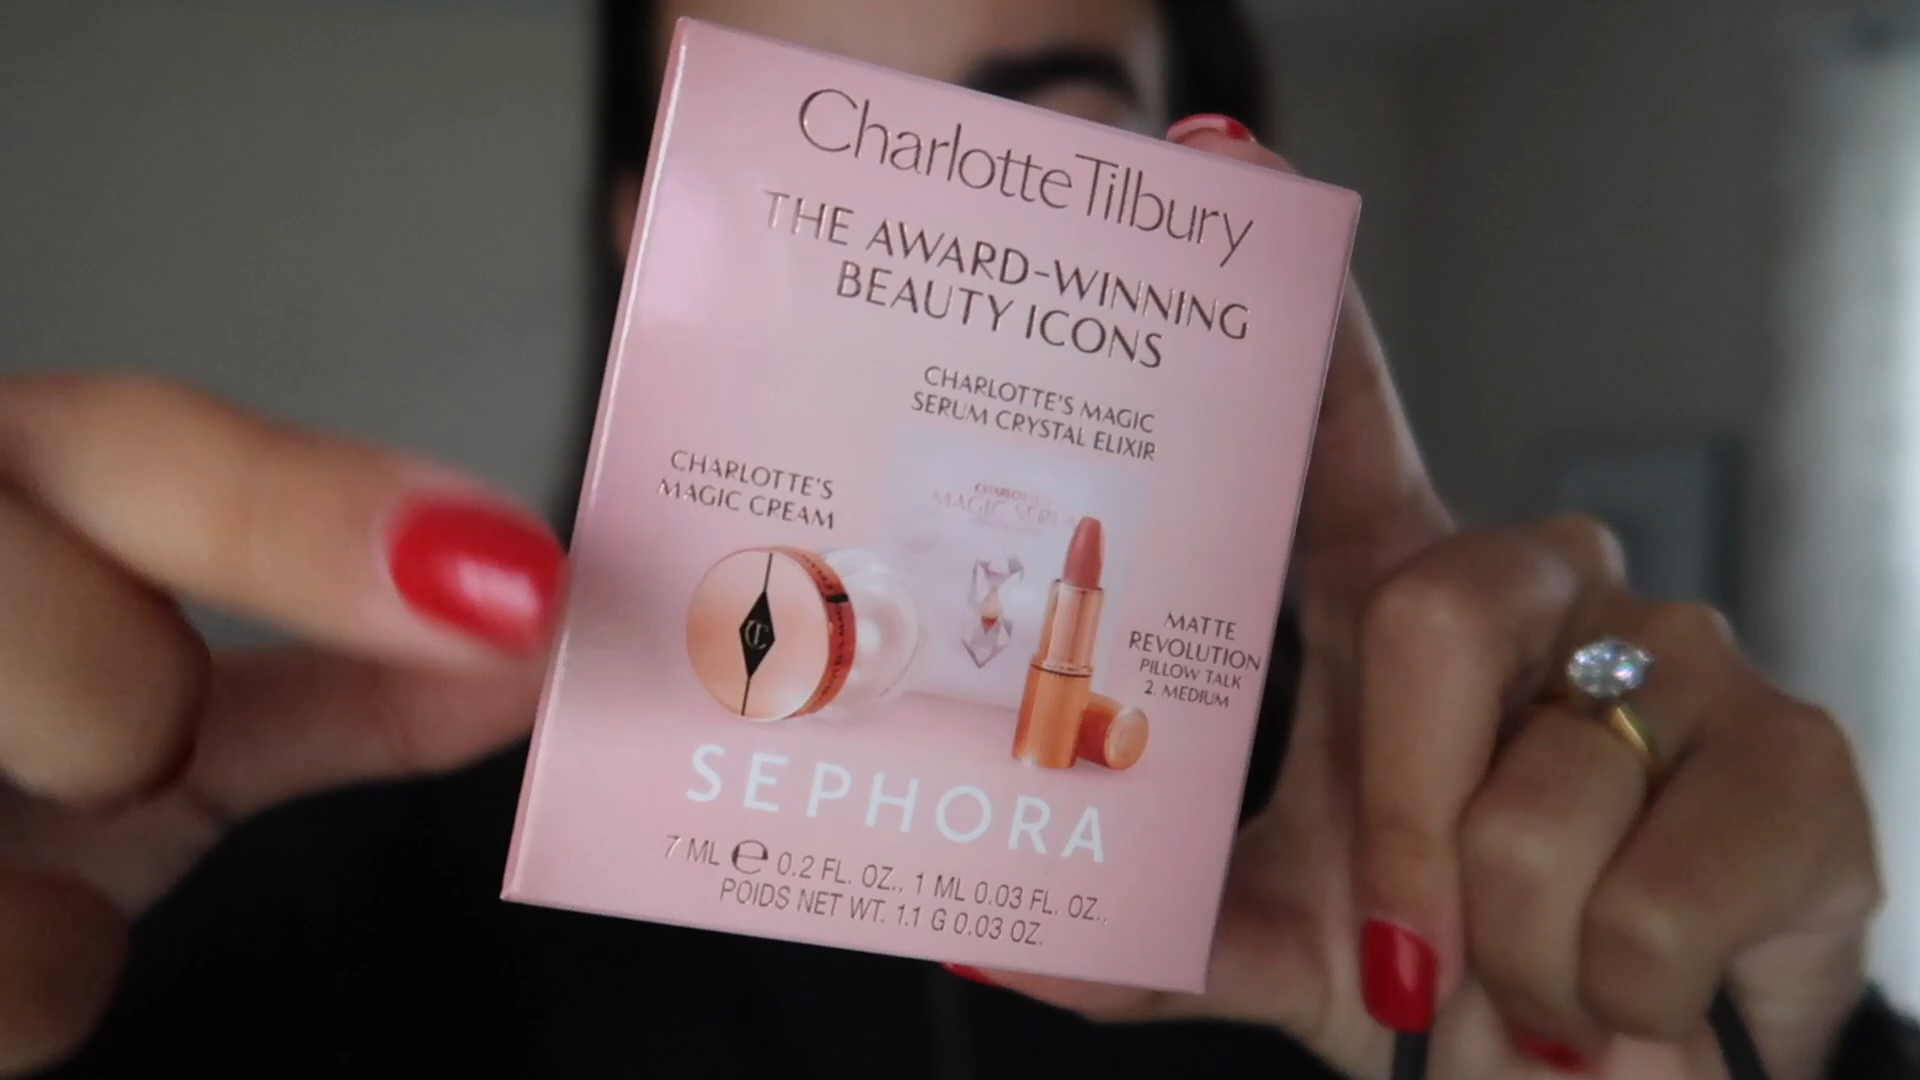 Charlotte Tilbury
THE AWARD-WINNING
BEAUTY ICONS
CHARLOTTE'S MAGIC
SERUM CRYSTAL ELIXIR
CHARLOTTE'S
MAGIC CREAM
MAGIC SERUM
MATTE
REVOLUTION
PILLOW TALK
2. MEDIUM
SEPHORA
7 ML e 0.2 FL. OZ., 1 ML 0.03 FL. OZ.,
POIDS NET WT. 1.1 G 0.03 OZ.